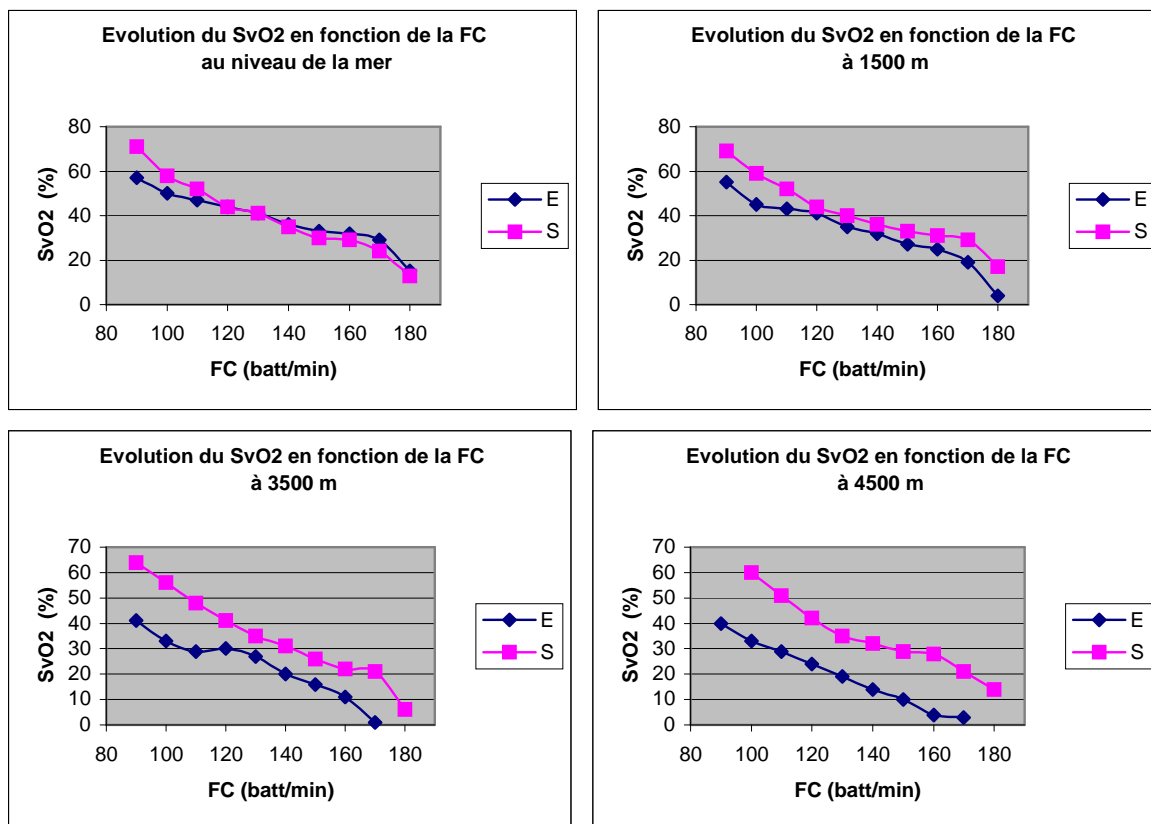 Evolution du SvO2 en fonction de la FC
au niveau de la mer
80
60
40
20
0
SvO2 (%)
80 100 120 140 160 180
FC (batt/min)
E
S
Evolution du SvO2 en fonction de la FC
à 1500 m
80
60
40
20
0
SvO2 (%)
80 100 120 140 160 180
FC (batt/min)
E
S
Evolution du SvO2 en fonction de la FC
à 3500 m
70
60
50
40
30
20
10
0
SvO2 (%)
80 100 120 140 160 180
FC (batt/min)
E
S
Evolution du SvO2 en fonction de la FC
à 4500 m
70
60
50
40
30
20
10
0
SvO2 (%)
80 100 120 140 160 180
FC (batt/min)
E
S